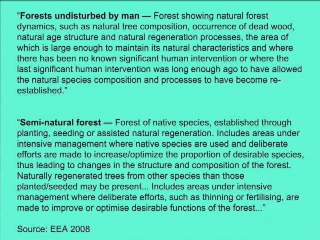 "Forests undisturbed by man — Forest showing natural forest
dynamics, such as natural tree composition, occurrence of dead wood,
natural age structure and natural regeneration processes, the area of
which is large enough to maintain its natural characteristics and where
there has been no known significant human intervention or where the
last significant human intervention was long enough ago to have allowed
the natural species composition and processes to have become re-
established."
"Semi-natural forest — Forest of native species, established through
planting, seeding or assisted natural regeneration. Includes areas under
intensive management where native species are used and deliberate
efforts are made to increase/optimize the proportion of desirable species,
thus leading to changes in the structure and composition of the forest.
Naturally regenerated trees from other species than those
planted/seeded may be present... Includes areas under intensive
management where deliberate efforts, such as thinning or fertilising, are
made to improve or optimise desirable functions of the forest..."
Source: EEA 2008